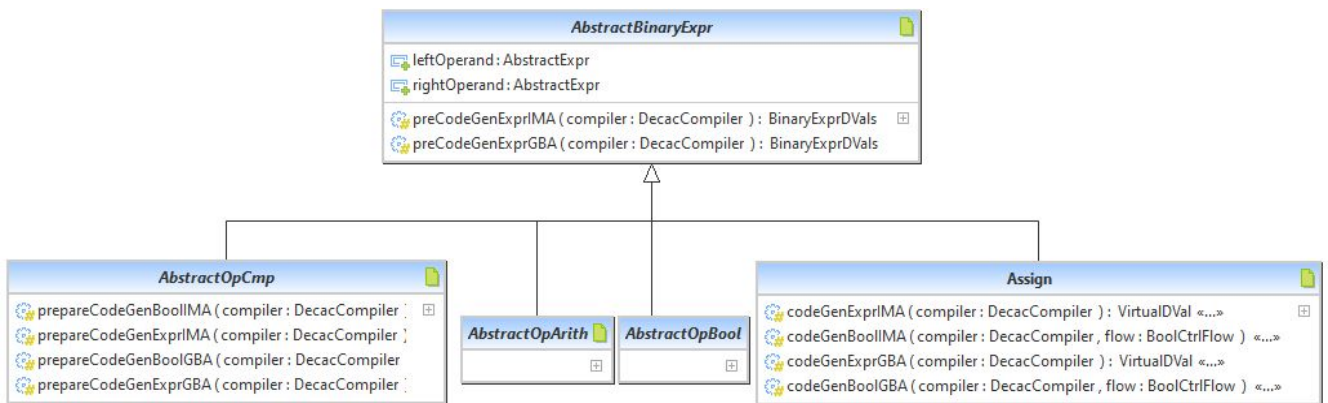 AbstractBinaryExpr
leftOperand : AbstractExpr
rightOperand : AbstractExpr
preCodeGenExprIMA ( compiler : DecacCompiler ) : BinaryExprDVals
preCodeGenExprGBA ( compiler : DecacCompiler ) : BinaryExprDVals
AbstractOpCmp
prepareCodeGenBoolIMA ( compiler : DecacCompiler )
prepareCodeGenExprIMA ( compiler : DecacCompiler )
prepareCodeGenBoolGBA ( compiler : DecacCompiler
prepareCodeGenExprGBA ( compiler : DecacCompiler )
AbstractOpArith
AbstractOpBool
Assign
codeGenExprIMA ( compiler : DecacCompiler ) : VirtualDVal «...»
codeGenBoolIMA ( compiler : DecacCompiler , flow : BoolCtrlFlow ) «...»
codeGenExprGBA ( compiler : DecacCompiler ) : VirtualDVal «...»
codeGenBoolGBA ( compiler : DecacCompiler , flow : BoolCtrlFlow ) «...»